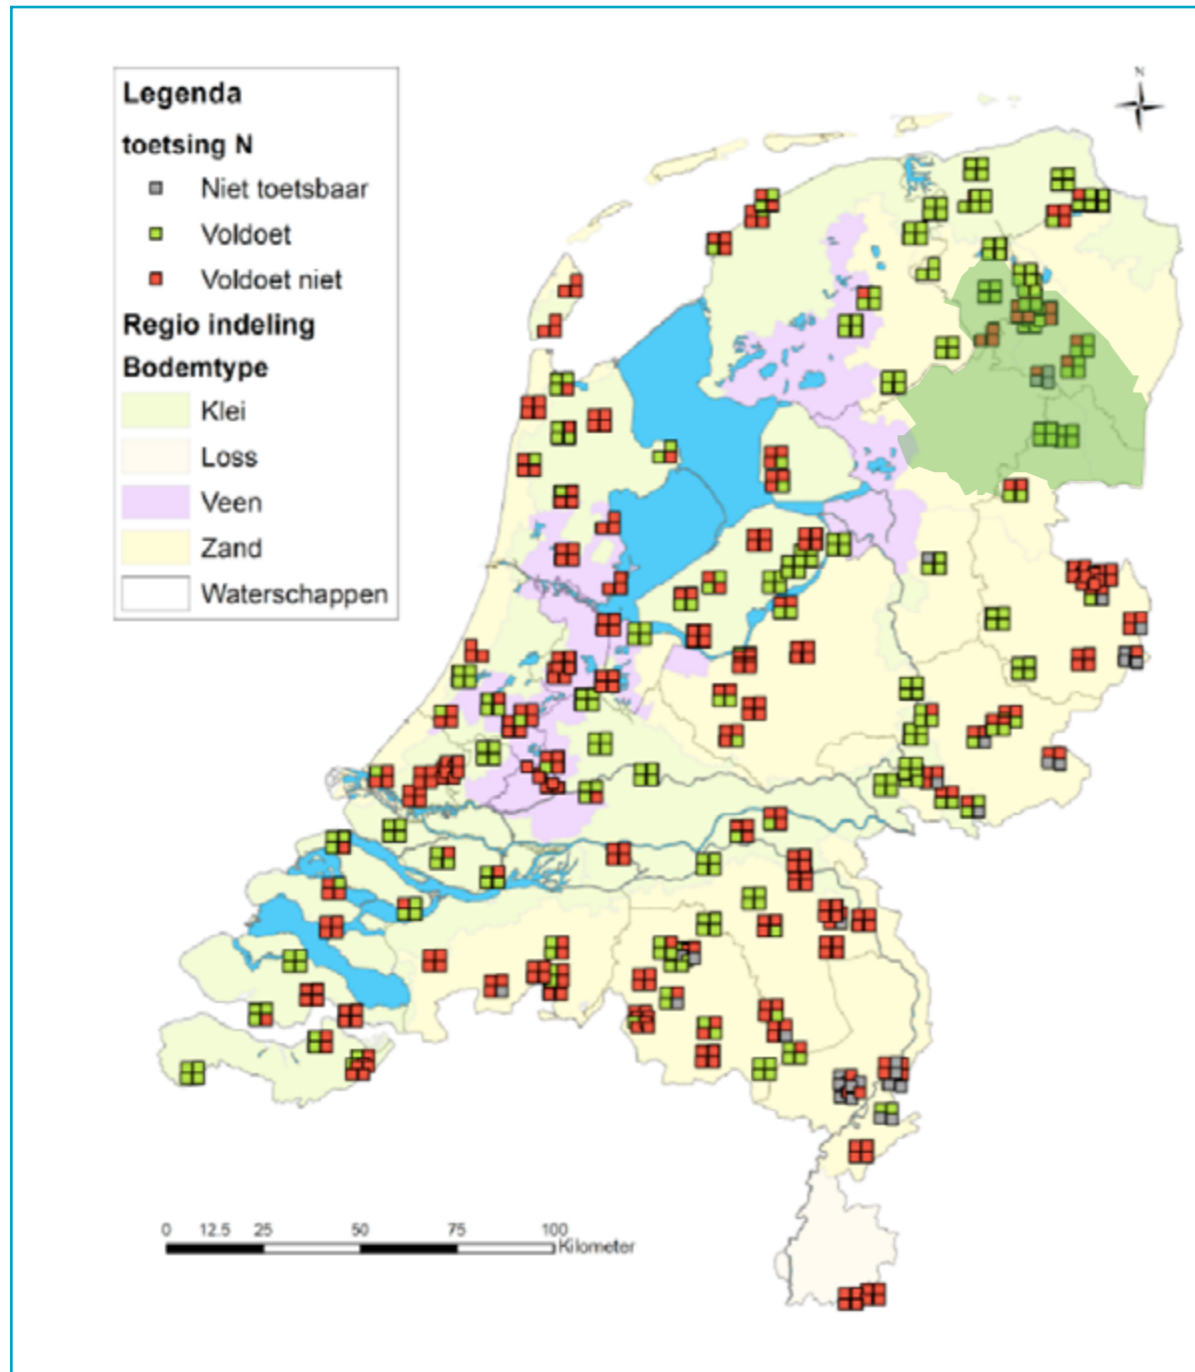 Legenda
toetsing N
Niet toetsbaar
Voldoet
Voldoet niet
Regio indeling
Bodemtype
Klei
Loss
Veen
Zand
Waterschappen
N
0 12.5 25 50 75 100
Kilometer